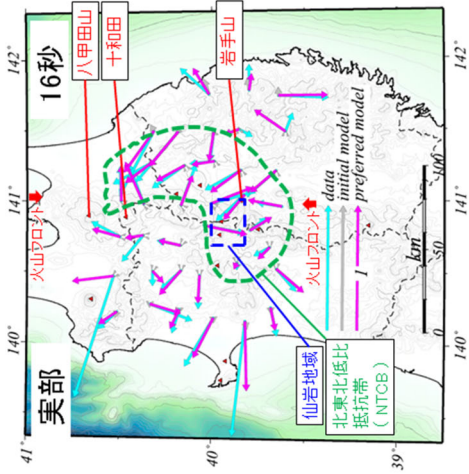 実部
16秒
火山フロント
八甲田山
十和田
岩手山
火山フロント
仙岩地域
北東北低比
抵抗帯
(NTCB)
data
initial model
preferred model
1
0
50
100
km
140°
141°
142°
41°
40
39
140°
141°
142°